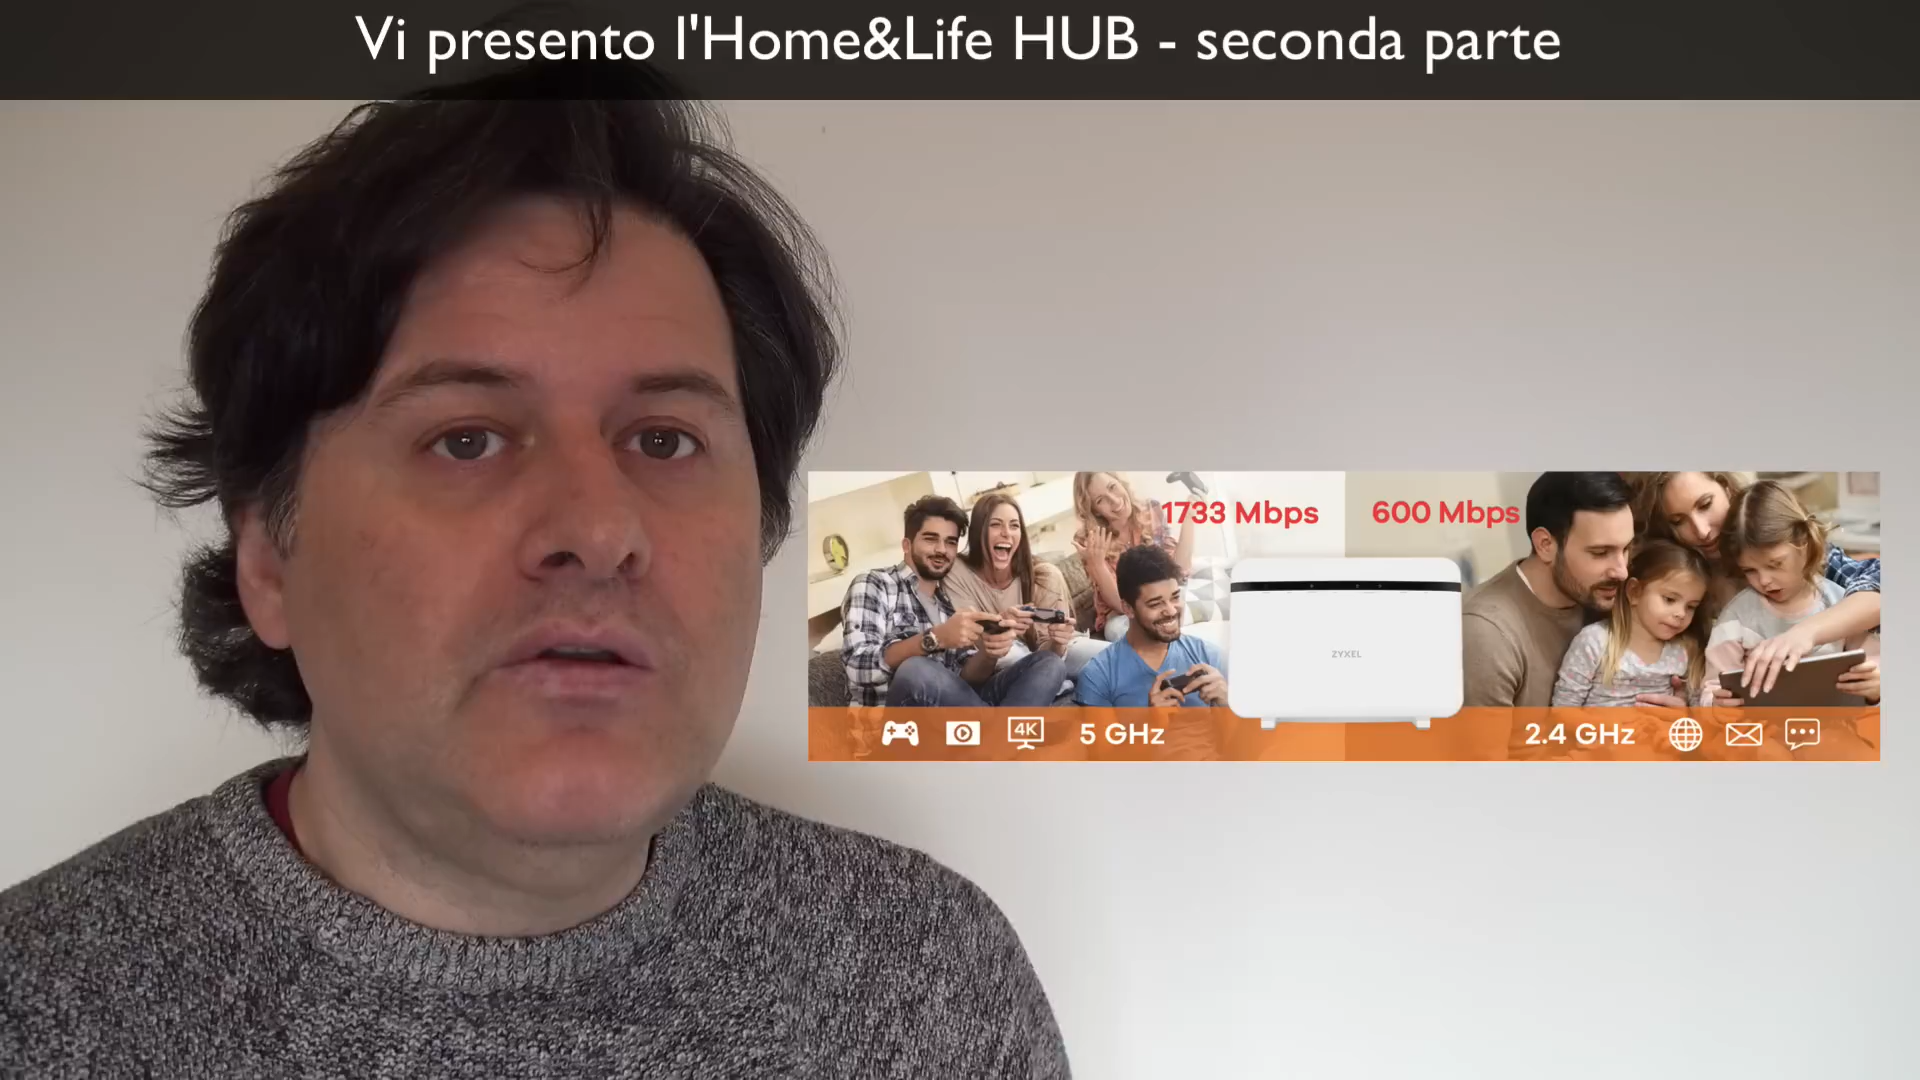 Vi presento l'Home&Life HUB - seconda parte
1733 Mbps
600 Mbps
ZYXEL
4K
5 GHz
2.4 GHz